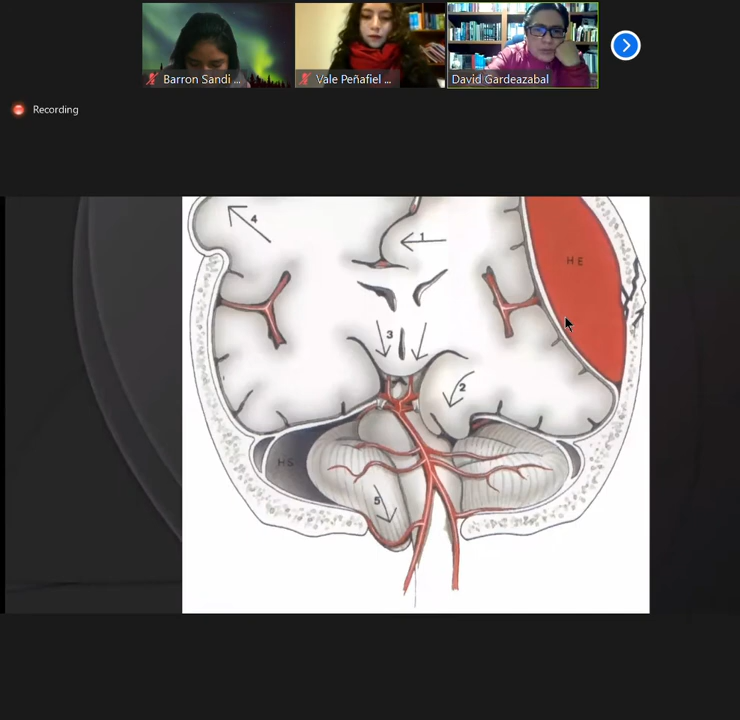 Barron Sandi ...
Vale Peñafiel ...
David Gardeazabal
Recording
4
1
HE
3
2
HS
5